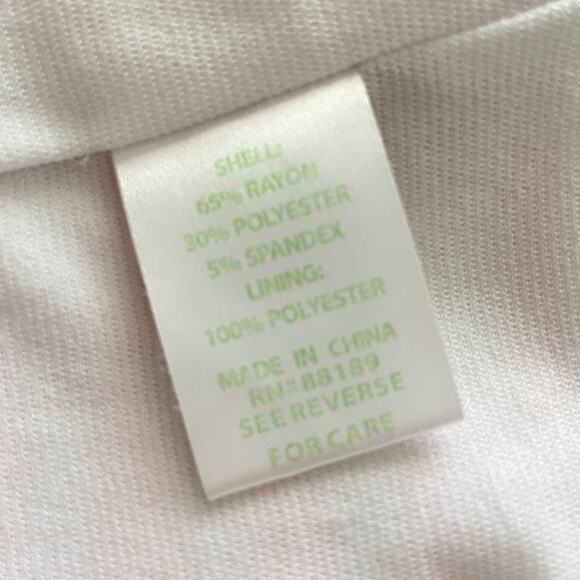 SHELL:
65% RAYON
30% POLYESTER
5% SPANDEX
LINING:
100% POLYESTER
MADE IN CHINA
RN#88189
SEE REVERSE
FOR CARE